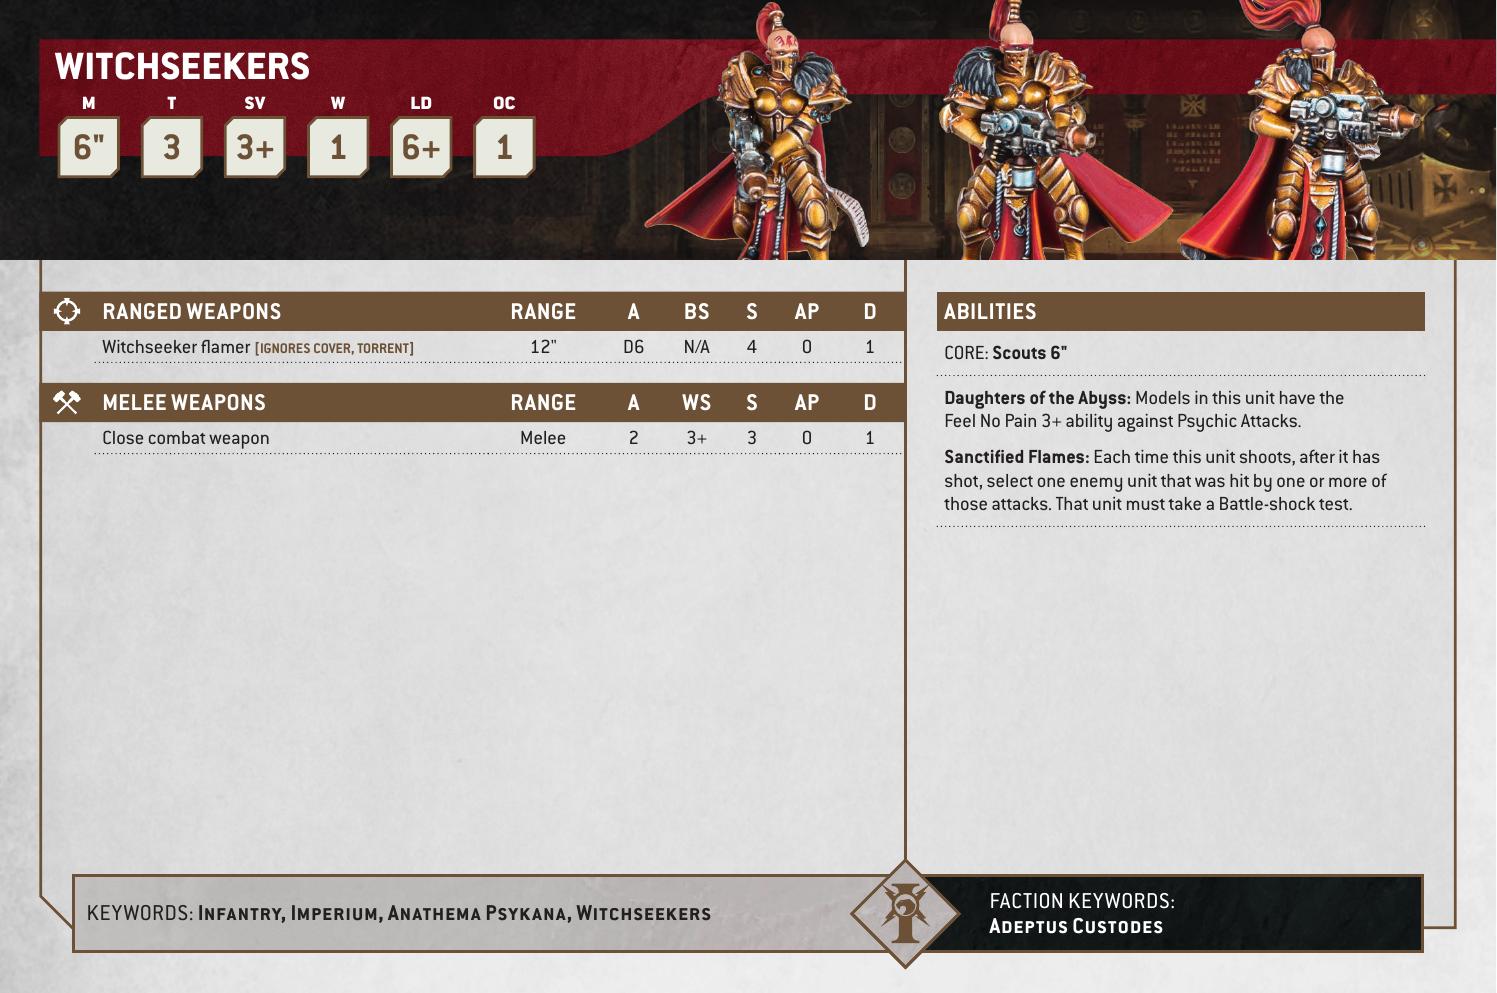 WITCHSEEKERS
M T SV W LD OC
6" 3 3+ 1 6+ 1
RANGED WEAPONS RANGE A BS S AP D
Witchseeker flamer [IGNORES COVER, TORRENT] 12" D6 N/A 4 0 1
MELEE WEAPONS RANGE A WS S AP D
Close combat weapon Melee 2 3+ 3 0 1
ABILITIES
CORE: Scouts 6"
Daughters of the Abyss: Models in this unit have the
Feel No Pain 3+ ability against Psychic Attacks.
Sanctified Flames: Each time this unit shoots, after it has
shot, select one enemy unit that was hit by one or more of
those attacks. That unit must take a Battle-shock test.
KEYWORDS: INFANTRY, IMPERIUM, ANATHEMA PSYKANA, WITCHSEEKERS
FACTION KEYWORDS:
ADEPTUS CUSTODES